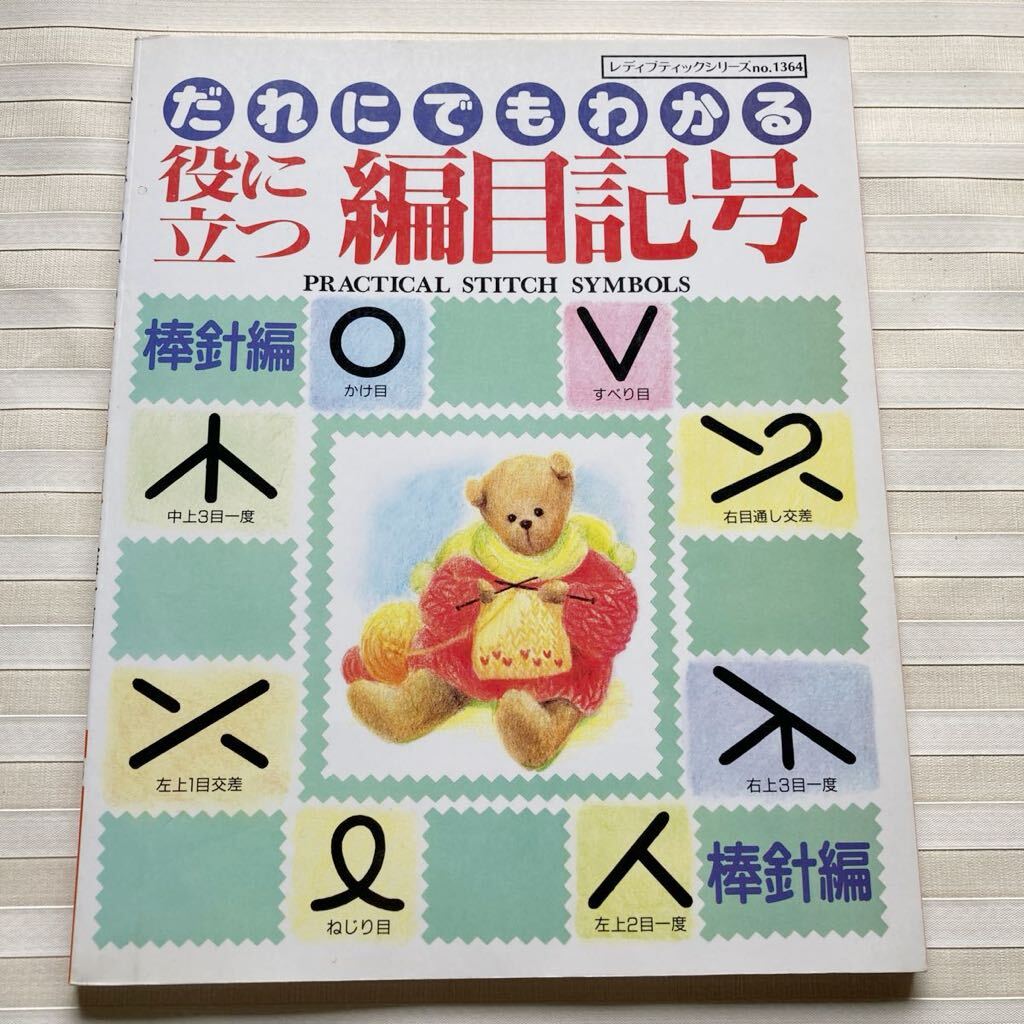 レディブティックシリーズno.1364
だれにでもわかる
役に立つ 編目記号
PRACTICAL STITCH SYMBOLS
棒針編
かけ目
すべり目
中上3目一度
右目通し交差
左上1目交差
右上3目一度
ねじり目
左上2目一度
棒針編